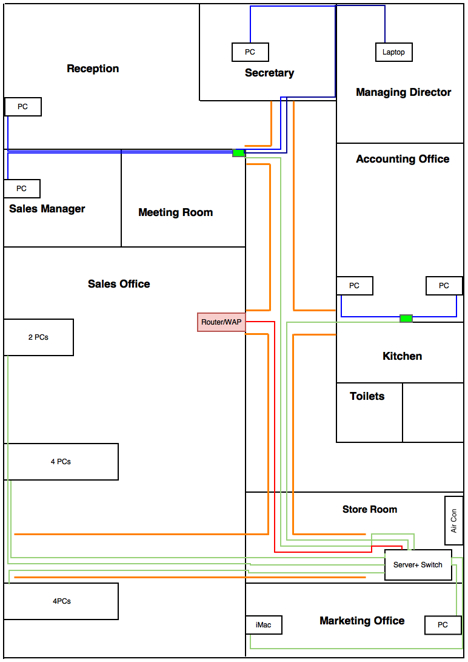 PC
Laptop
Reception
Secretary
Managing Director
PC
Accounting Office
PC
Sales Manager
Meeting Room
Sales Office
PC
PC
Router/WAP
2 PCs
Kitchen
Toilets
4 PCs
Store Room
Air Con
Server+ Switch
4PCs
Marketing Office
iMac
PC